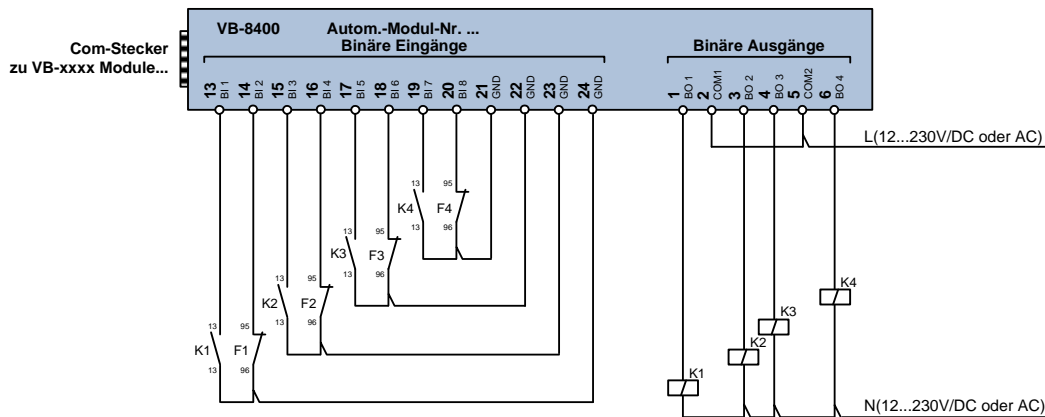 VB-8400 Autom.-Modul-Nr. ...
Com-Stecker
zu VB-xxxx Module...
Binäre Eingänge
Binäre Ausgänge
13 BI 1
14 BI 2
15 BI 3
16 BI 4
17 BI 5
18 BI 6
19 BI 7
20 BI 8
21 GND
22 GND
23 GND
24 GND
1 BO 1
2 COM1
3 BO 2
4 BO 3
5 COM2
6 BO 4
L(12...230V/DC oder AC)
13 95
K4 F4
13 96
13 95
K3 F3
13 96
13 95
K2 F2
13 96
13 95
K1 F1
13 96
K4
K3
K2
K1
N(12...230V/DC oder AC)